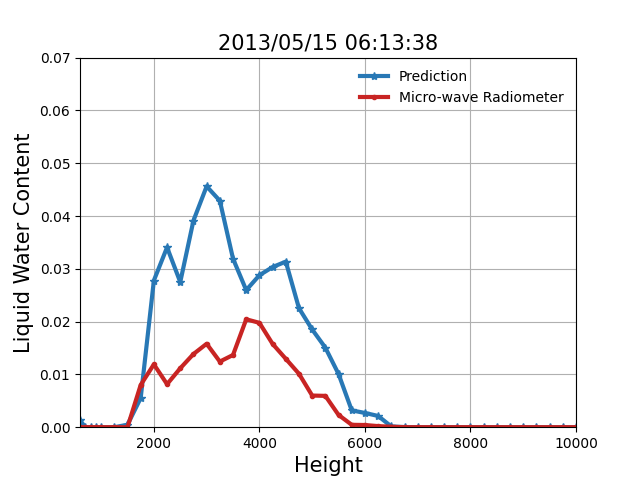 2013/05/15 06:13:38
0.07
0.06
0.05
0.04
0.03
0.02
0.01
0.00
Liquid Water Content
Prediction
Micro-wave Radiometer
2000 4000 6000 8000 10000
Height